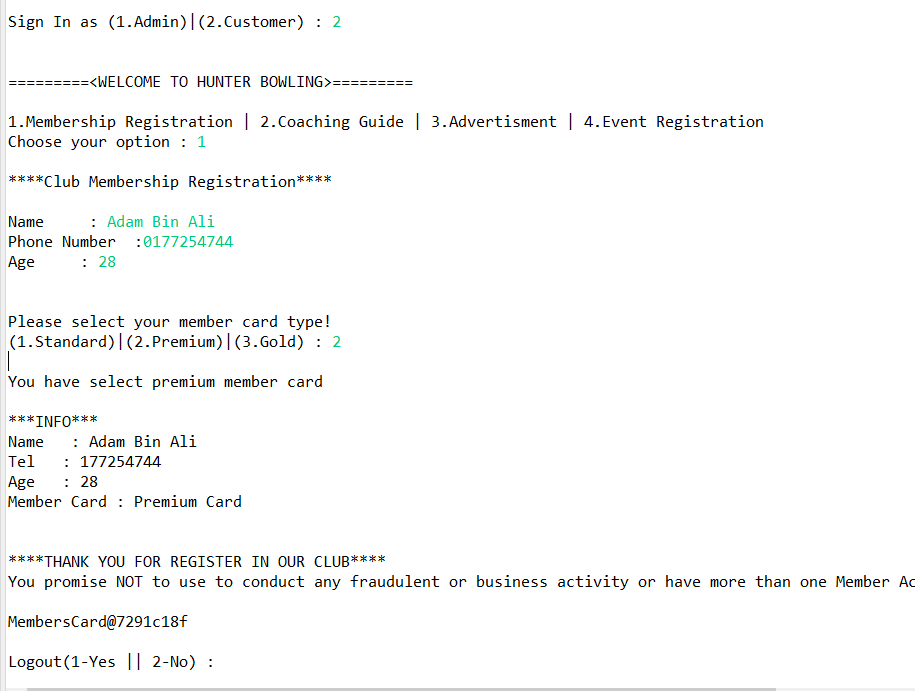 Sign In as (1.Admin)|(2.Customer) : 2
=========<WELCOME TO HUNTER BOWLING>=========
1.Membership Registration | 2.Coaching Guide | 3.Advertisment | 4.Event Registration
Choose your option : 1
****Club Membership Registration****
Name     : Adam Bin Ali
Phone Number  :0177254744
Age     : 28
Please select your member card type!
(1.Standard)|(2.Premium)|(3.Gold) : 2
You have select premium member card
***INFO***
Name   : Adam Bin Ali
Tel   : 177254744
Age   : 28
Member Card : Premium Card
****THANK YOU FOR REGISTER IN OUR CLUB****
You promise NOT to use to conduct any fraudulent or business activity or have more than one Member Ac
MembersCard@7291c18f
Logout(1-Yes || 2-No) :